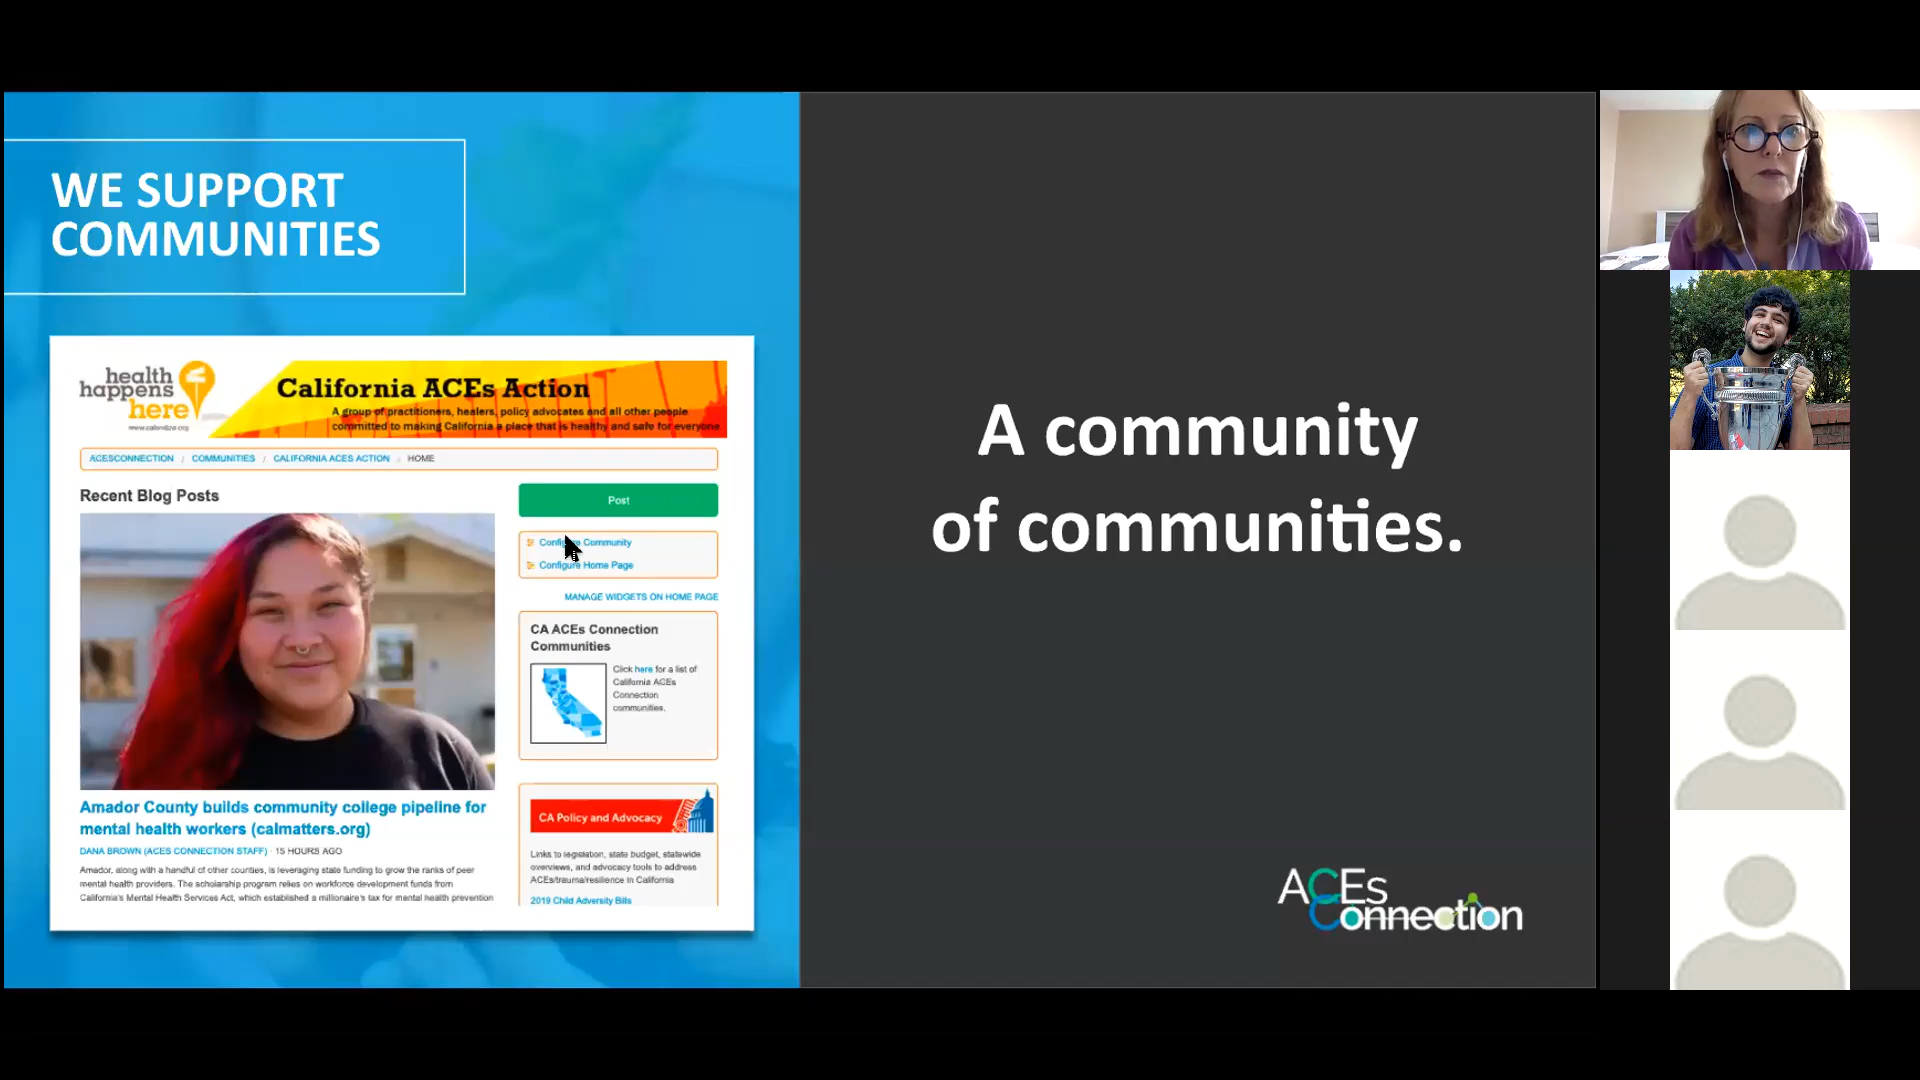 WE SUPPORT
COMMUNITIES
health
happens
here
California ACEs Action
A group of practitioners, healers, policy advocates and all other people
committed to making California a place that is healthy and safe for everyone.
ACESCONNECTION / COMMUNITIES / CALIFORNIA ACES ACTION / HOME
Recent Blog Posts
Post
Configure Community
Configure Home Page
MANAGE WIDGETS ON HOME PAGE
CA ACEs Connection
Communities
Click here for a list of
California ACEs
Connection
communities.
CA Policy and Advocacy
Links to legislation, state budget, statewide
overviews, and advocacy tools to address
ACEs/trauma/resilience in California
2019 Child Adversity Bills
Amador County builds community college pipeline for
mental health workers (calmatters.org)
DANA BROWN (ACES CONNECTION STAFF) · 15 HOURS AGO
Amador, along with a handful of other counties, is leveraging state funding to grow the ranks of peer
mental health providers. The scholarship program relies on workforce development funds from
California's Mental Health Services Act, which established a millionaire's tax for mental health prevention
A community
of communities.
ACEs
Connection